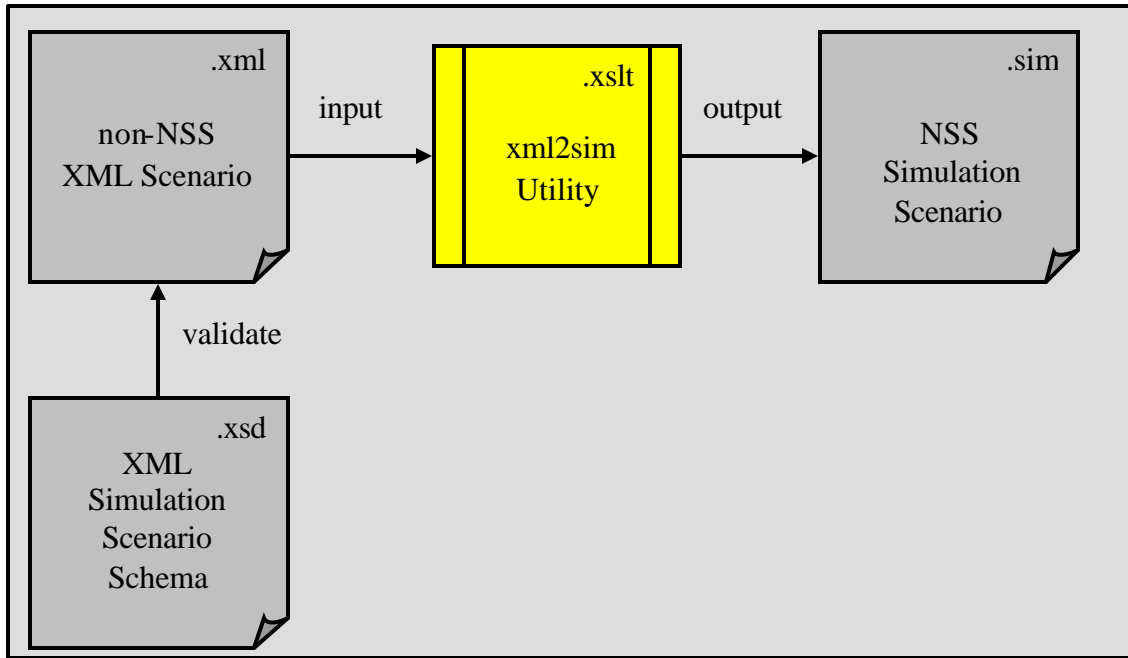 .xml
non-NSS
XML Scenario
input
.xslt
xml2sim
Utility
output
.sim
NSS
Simulation
Scenario
validate
.xsd
XML
Simulation
Scenario
Schema